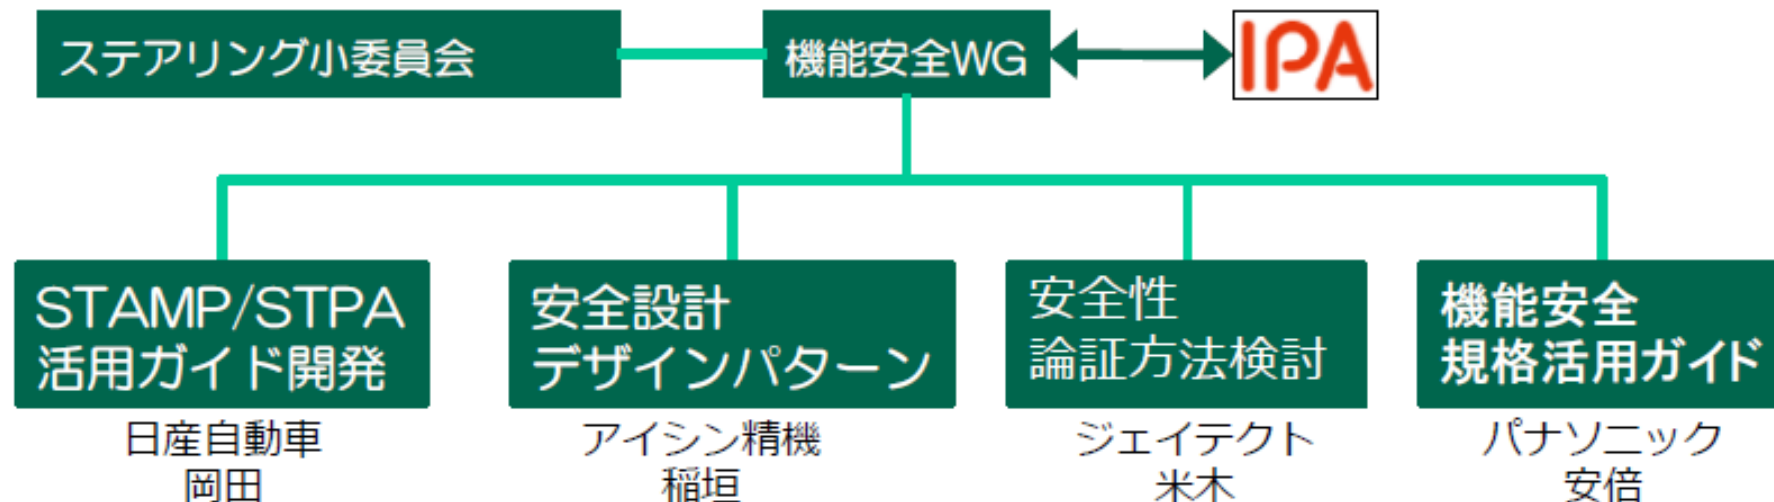 ステアリング小委員会
機能安全WG
IPA
STAMP/STPA
活用ガイド開発
日産自動車
岡田
安全設計
デザインパターン
アイシン精機
稲垣
安全性
論証方法検討
ジェイテクト
米木
機能安全
規格活用ガイド
パナソニック
安倍